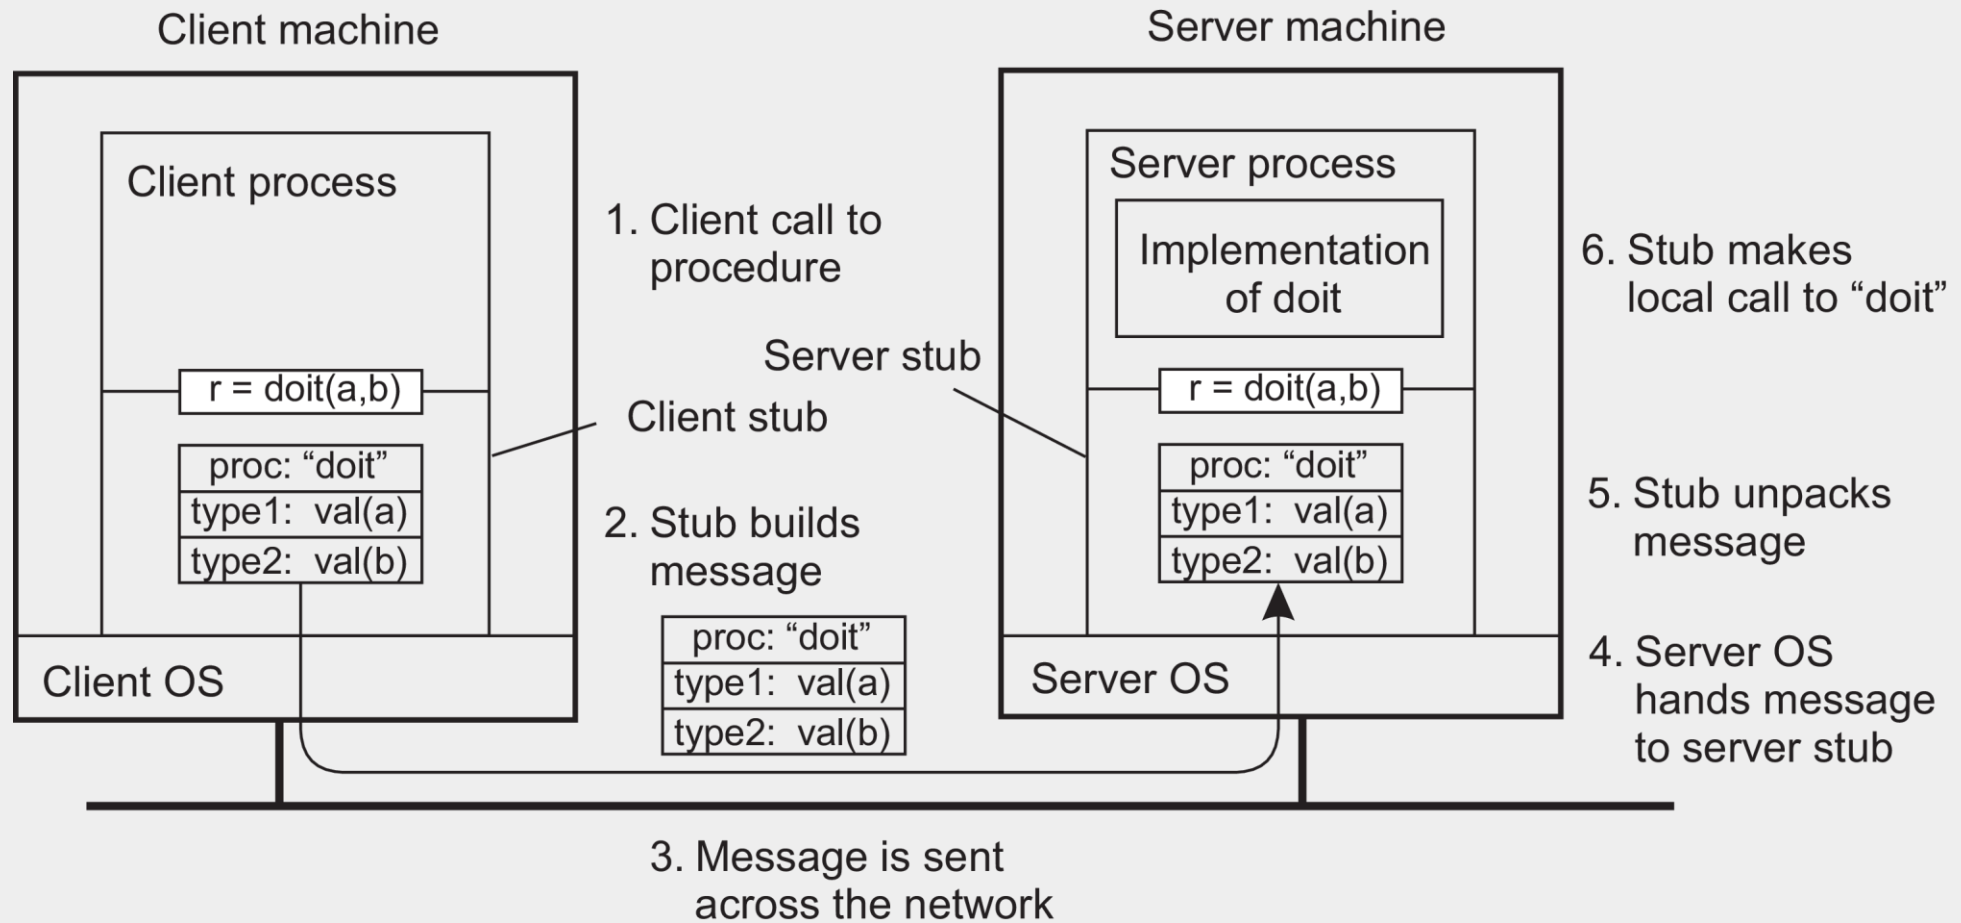 Client machine
Server machine
Client process
1. Client call to
procedure
r = doit(a,b)
Client stub
proc: “doit”
type1: val(a)
type2: val(b)
2. Stub builds
message
proc: “doit”
type1: val(a)
type2: val(b)
Client OS
3. Message is sent
across the network
Server process
Implementation
of doit
Server stub
r = doit(a,b)
proc: “doit”
type1: val(a)
type2: val(b)
Server OS
6. Stub makes
local call to “doit”
5. Stub unpacks
message
4. Server OS
hands message
to server stub